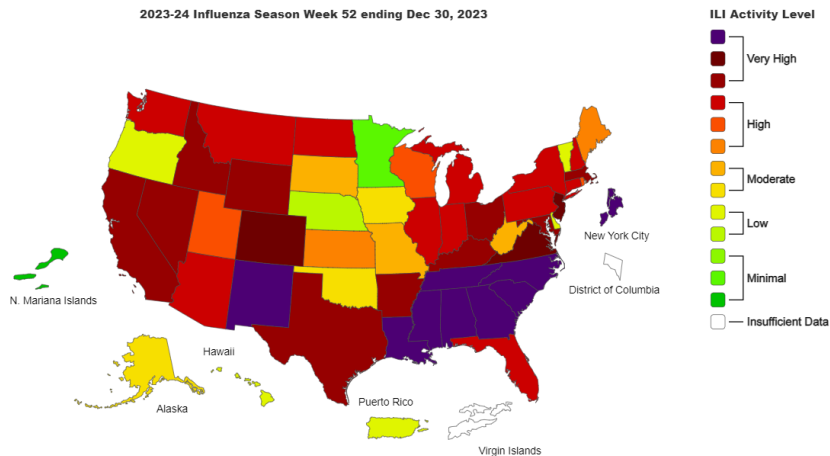 2023-24 Influenza Season Week 52 ending Dec 30, 2023
ILI Activity Level
Very High
High
Moderate
Low
Minimal
Insufficient Data
New York City
District of Columbia
N. Mariana Islands
Hawaii
Alaska
Puerto Rico
Virgin Islands